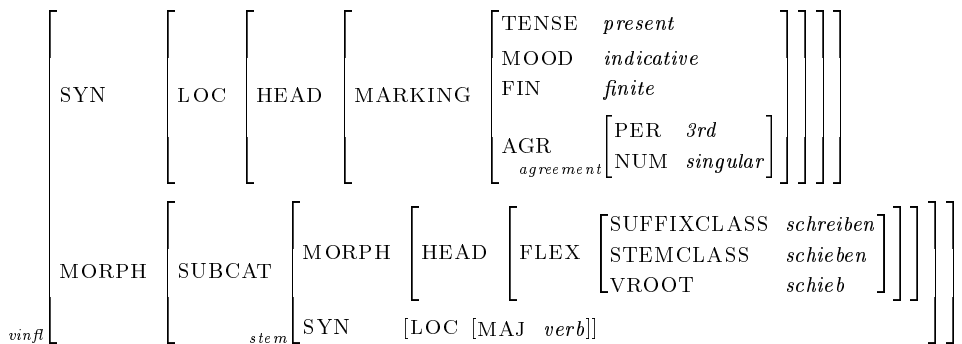 TENSE present
MOOD indicative
SYN LOC HEAD MARKING FIN finite
AGR PER 3rd
agreement NUM singular
MORPH HEAD FLEX SUFFIXCLASS schreiben
STEMCLASS schieben
MORPH SUBCAT VROOT schieb
vinfl stem SYN [LOC [MAJ verb]]